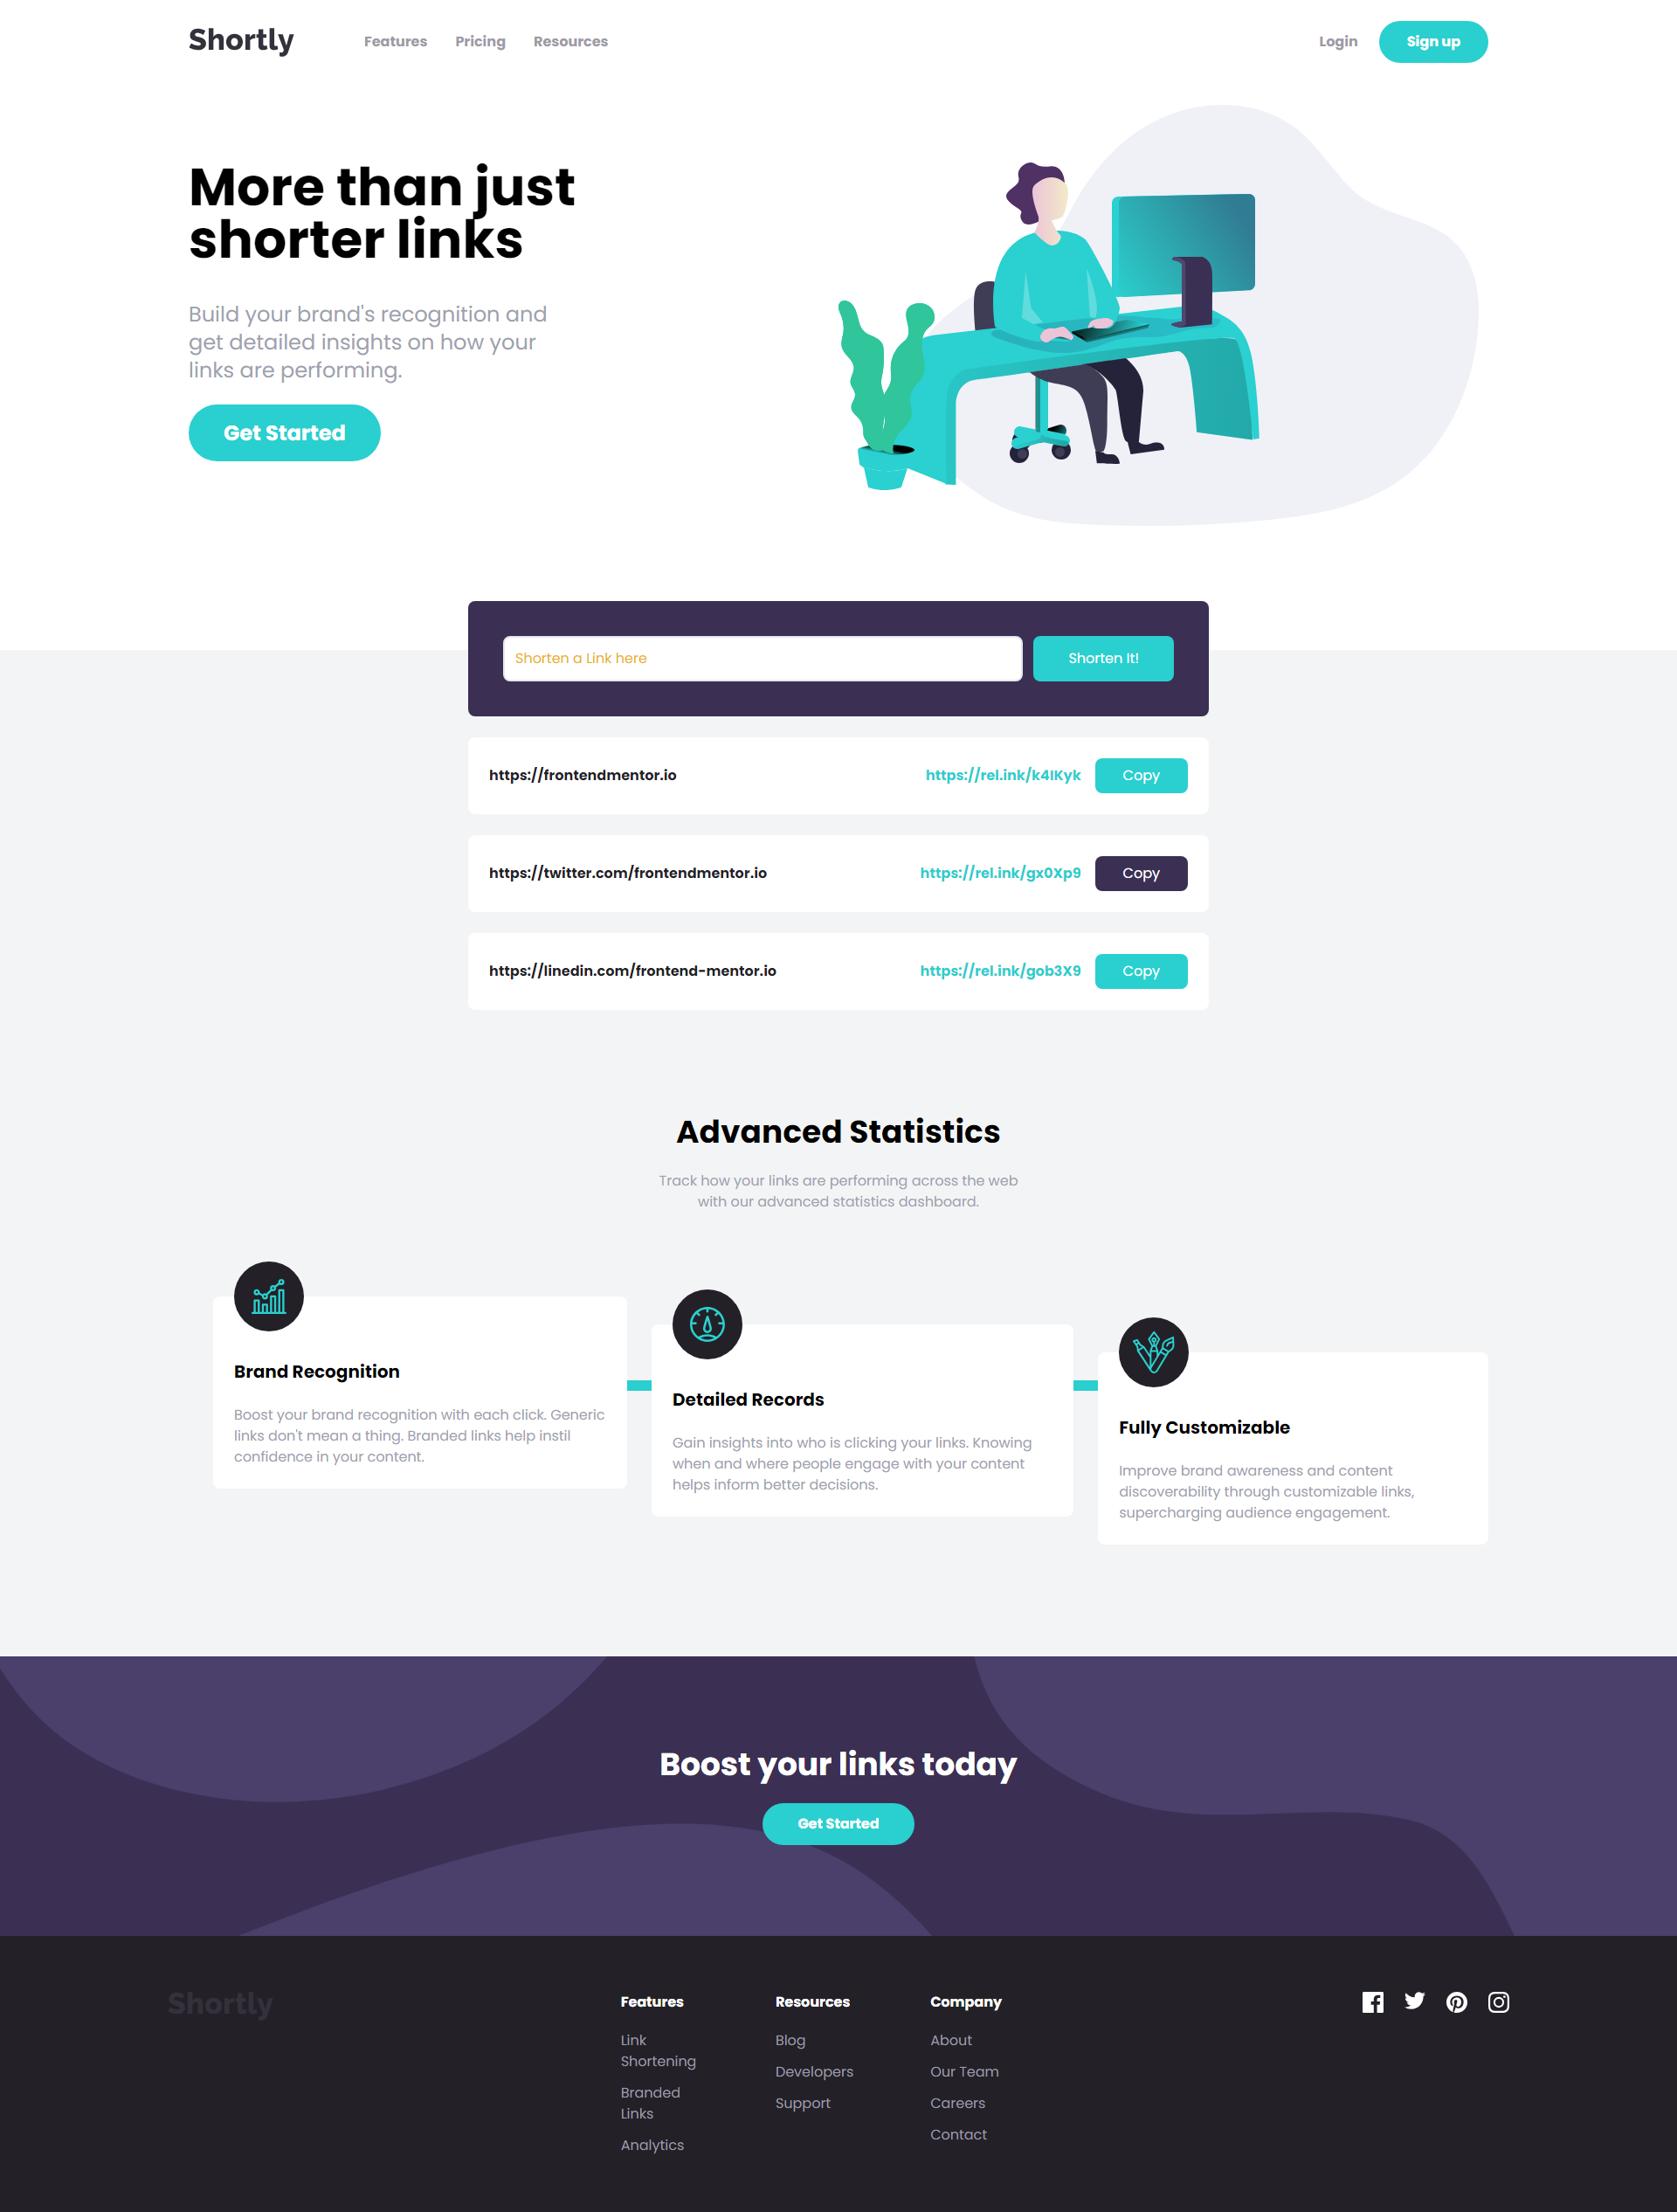 Shortly
Features
Pricing
Resources
Login
Sign up
More than just
shorter links
Build your brand's recognition and
get detailed insights on how your
links are performing.
Get Started
Shorten a Link here
Shorten It!
https://frontendmentor.io
https://rel.ink/k4IKyk
Copy
https://twitter.com/frontendmentor.io
https://rel.ink/gx0Xp9
Copy
https://linedin.com/frontend-mentor.io
https://rel.ink/gob3X9
Copy
Advanced Statistics
Track how your links are performing across the web
with our advanced statistics dashboard.
Brand Recognition
Boost your brand recognition with each click. Generic
links don't mean a thing. Branded links help instil
confidence in your content.
Detailed Records
Gain insights into who is clicking your links. Knowing
when and where people engage with your content
helps inform better decisions.
Fully Customizable
Improve brand awareness and content
discoverability through customizable links,
supercharging audience engagement.
Boost your links today
Get Started
Shortly
Features
Link
Shortening
Branded
Links
Analytics
Resources
Blog
Developers
Support
Company
About
Our Team
Careers
Contact